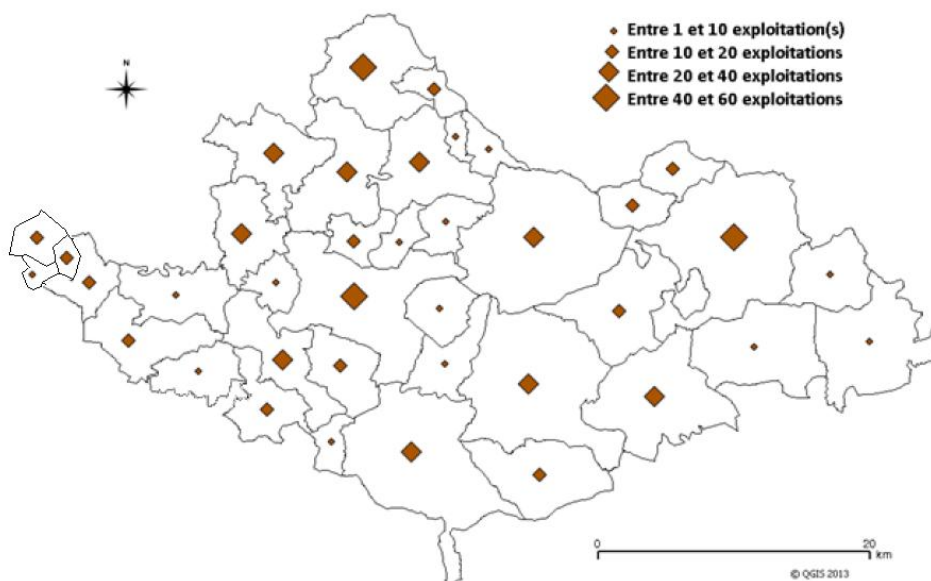 Entre 1 et 10 exploitation(s)
Entre 10 et 20 exploitations
Entre 20 et 40 exploitations
Entre 40 et 60 exploitations
N
0 20
km
© QGIS 2013